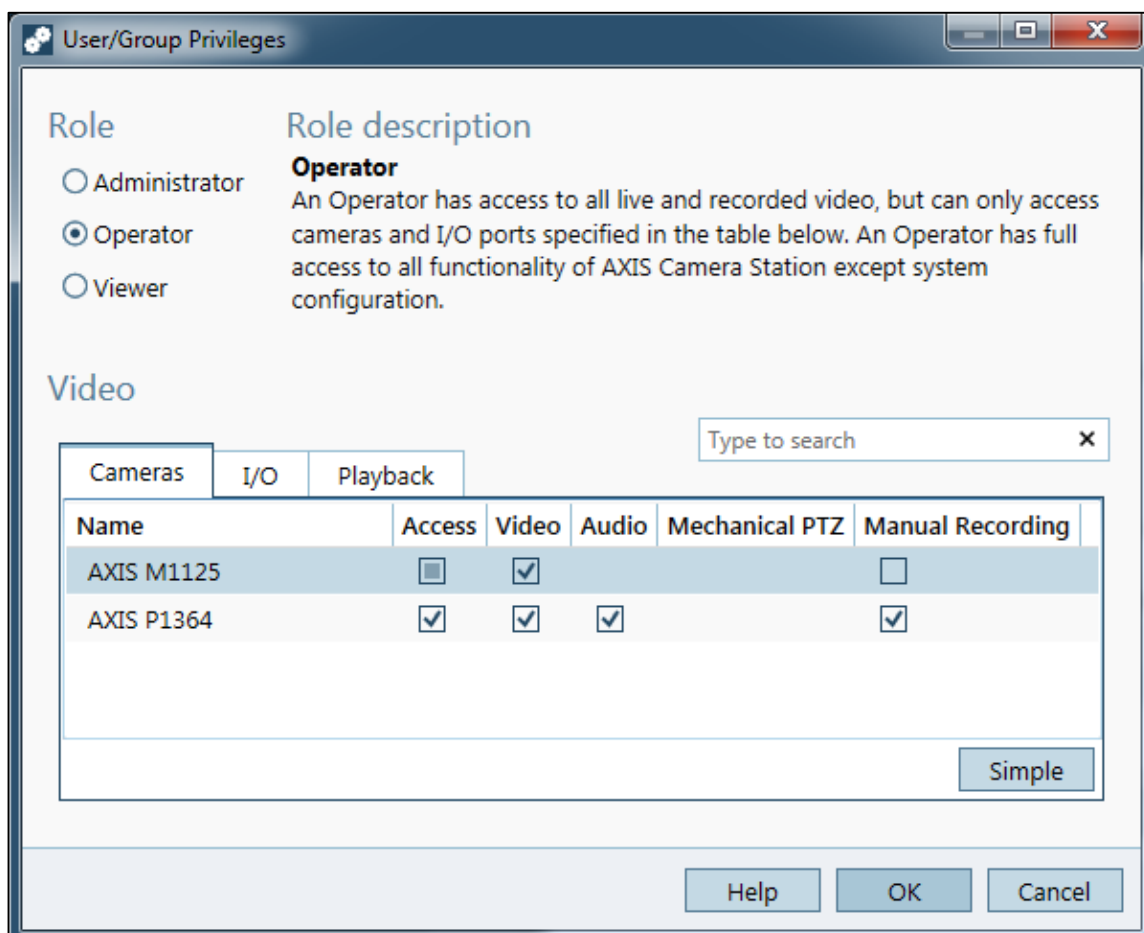 User/Group Privileges
Role
Role description
Administrator
Operator
Viewer
Operator
An Operator has access to all live and recorded video, but can only access
cameras and I/O ports specified in the table below. An Operator has full
access to all functionality of AXIS Camera Station except system
configuration.
Video
Type to search
Cameras I/O Playback
Name Access Video Audio Mechanical PTZ Manual Recording
AXIS M1125
AXIS P1364
Simple
Help OK Cancel